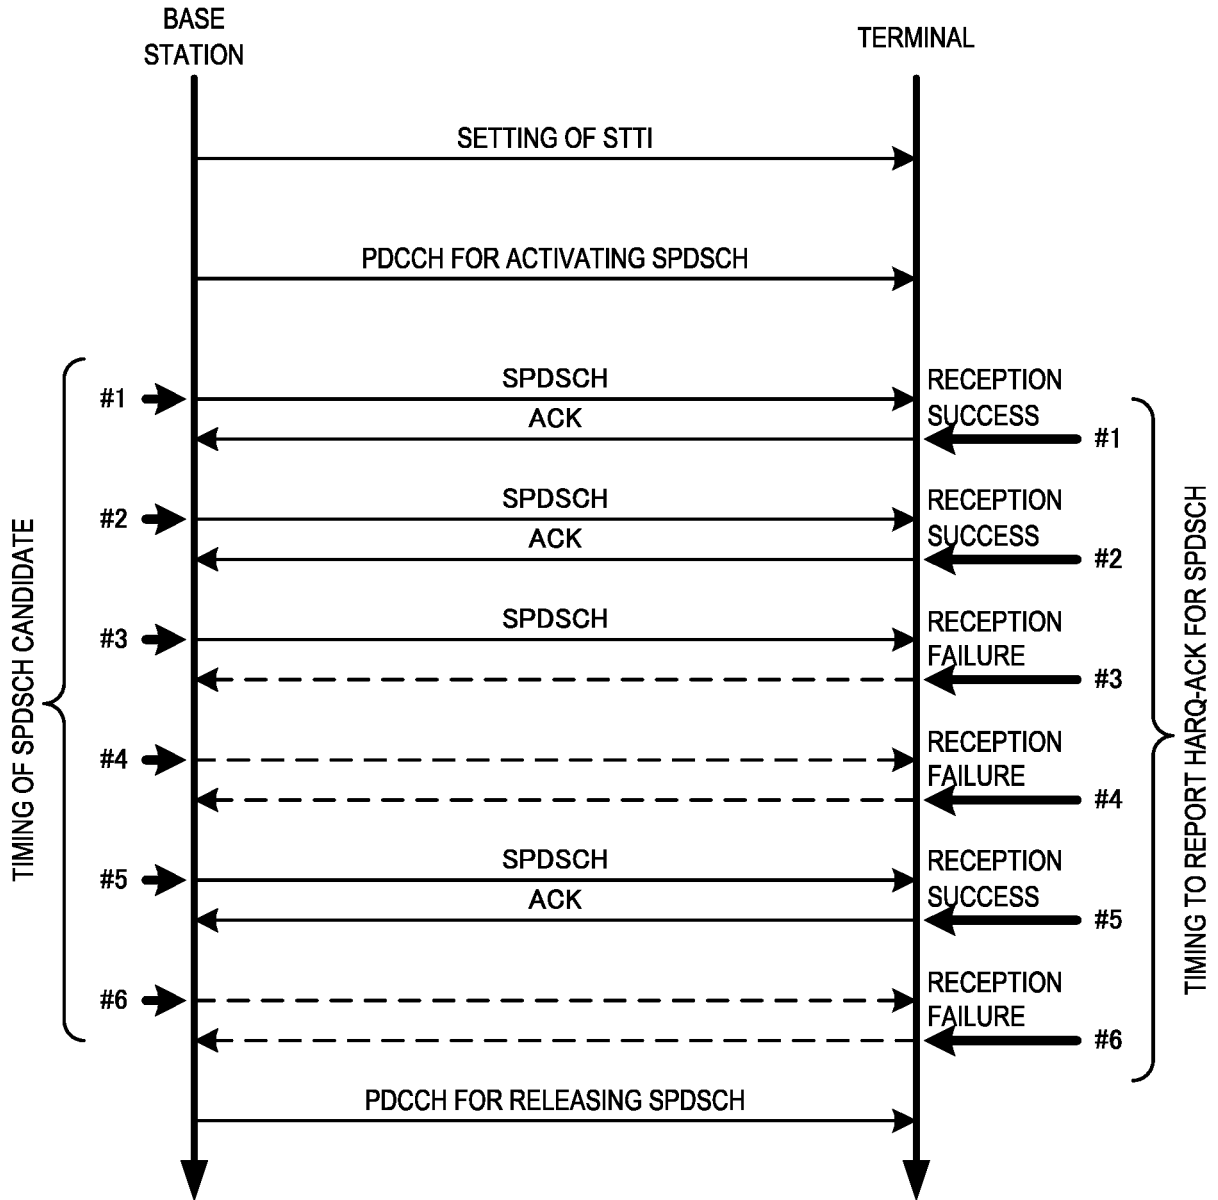 BASE
STATION
TERMINAL
SETTING OF STTI
PDCCH FOR ACTIVATING SPDSCH
TIMING OF SPDSCH CANDIDATE
#1
SPDSCH
RECEPTION
SUCCESS
ACK
#1
#2
SPDSCH
RECEPTION
SUCCESS
ACK
#2
#3
SPDSCH
RECEPTION
FAILURE
#3
#4
RECEPTION
FAILURE
#4
#5
SPDSCH
RECEPTION
SUCCESS
ACK
#5
#6
RECEPTION
FAILURE
#6
TIMING TO REPORT HARQ-ACK FOR SPDSCH
PDCCH FOR RELEASING SPDSCH